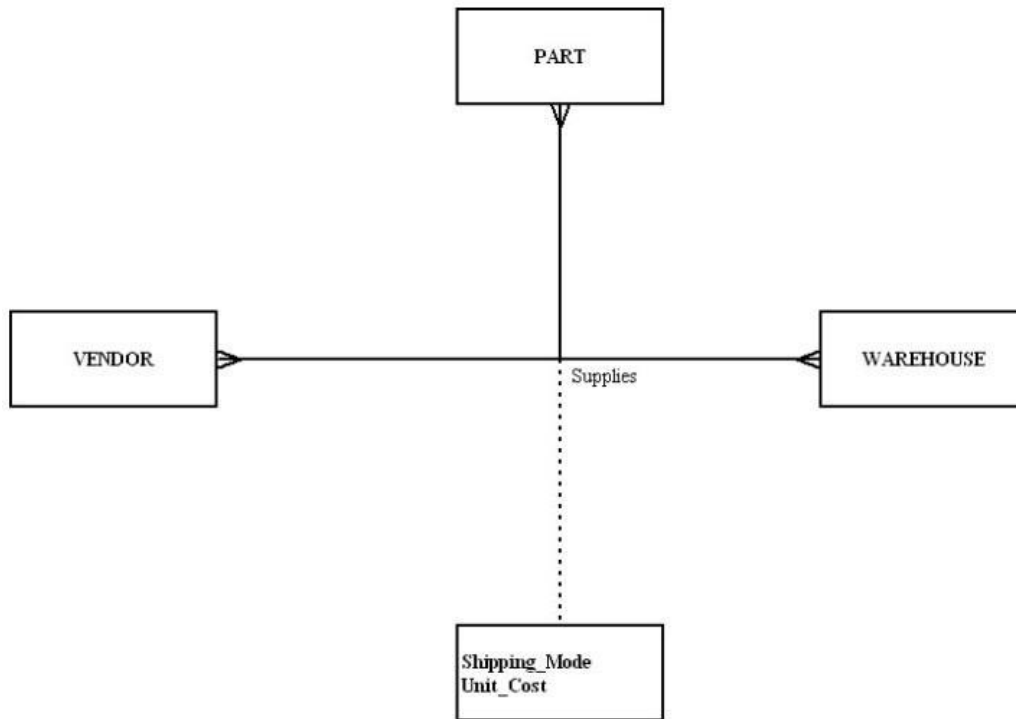 PART
VENDOR
WAREHOUSE
Supplies
Shipping_Mode
Unit_Cost